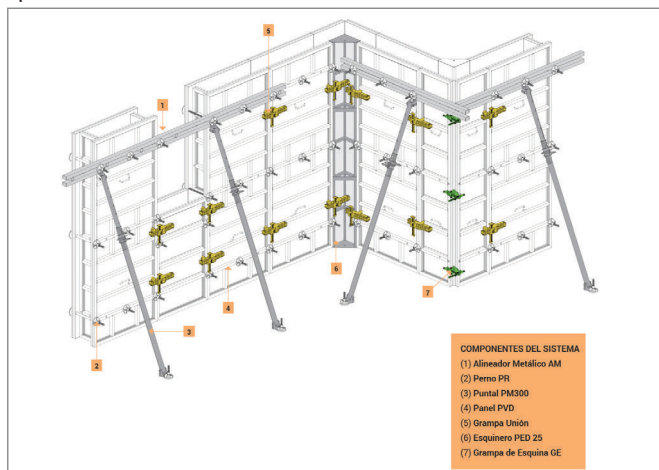 5
1
6
4
7
3
2
COMPONENTES DEL SISTEMA
(1) Alineador Metálico AM
(2) Perno PR
(3) Puntal PM300
(4) Panel PVD
(5) Grampa Unión
(6) Esquinero PED 25
(7) Grampa de Esquina GE